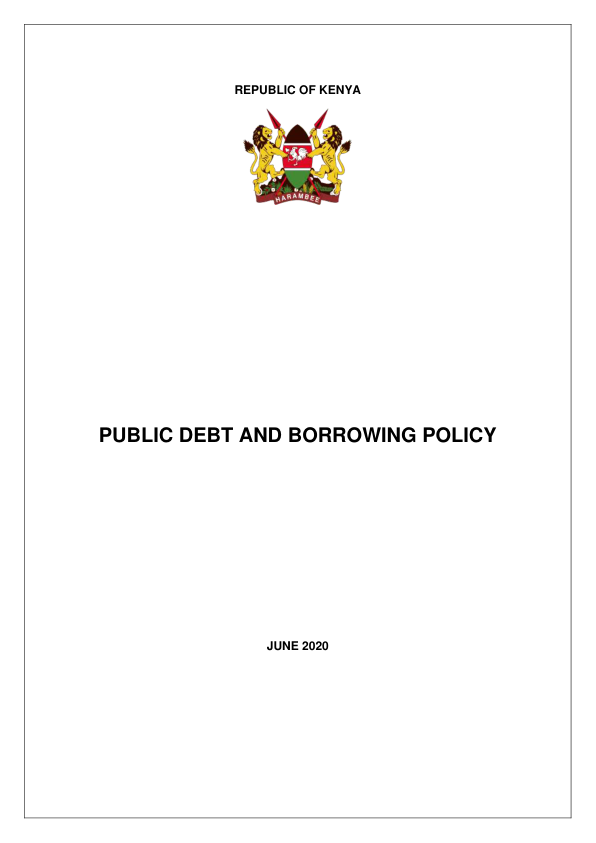 REPUBLIC OF KENYA
HARAMBEE
PUBLIC DEBT AND BORROWING POLICY
JUNE 2020